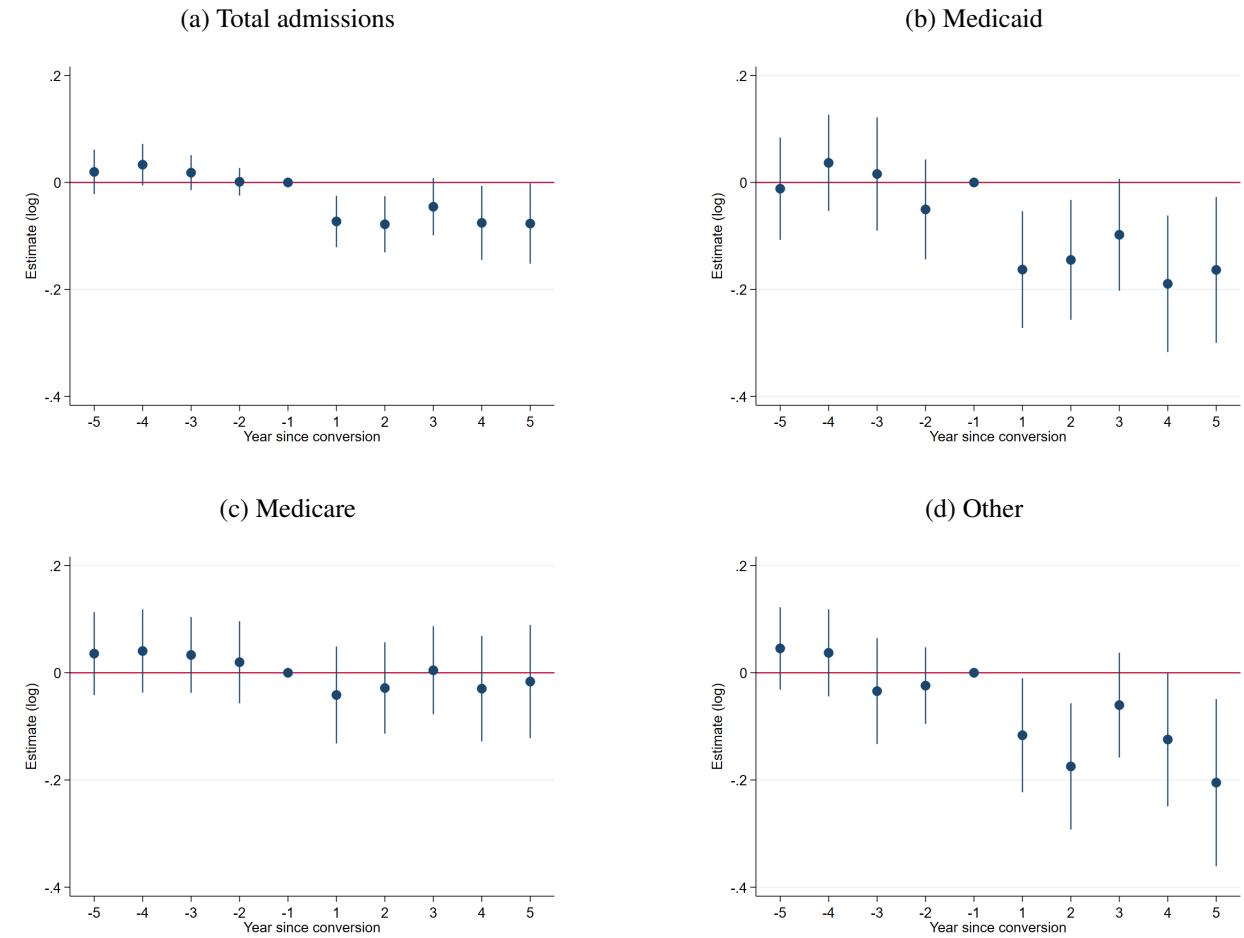 (a) Total admissions
.2
0
-.2
-.4
Estimate (log)
-5 -4 -3 -2 -1 1 2 3 4 5
Year since conversion
(b) Medicaid
.2
0
-.2
-.4
Estimate (log)
-5 -4 -3 -2 -1 1 2 3 4 5
Year since conversion
(c) Medicare
.2
0
-.2
-.4
Estimate (log)
-5 -4 -3 -2 -1 1 2 3 4 5
Year since conversion
(d) Other
.2
0
-.2
-.4
Estimate (log)
-5 -4 -3 -2 -1 1 2 3 4 5
Year since conversion